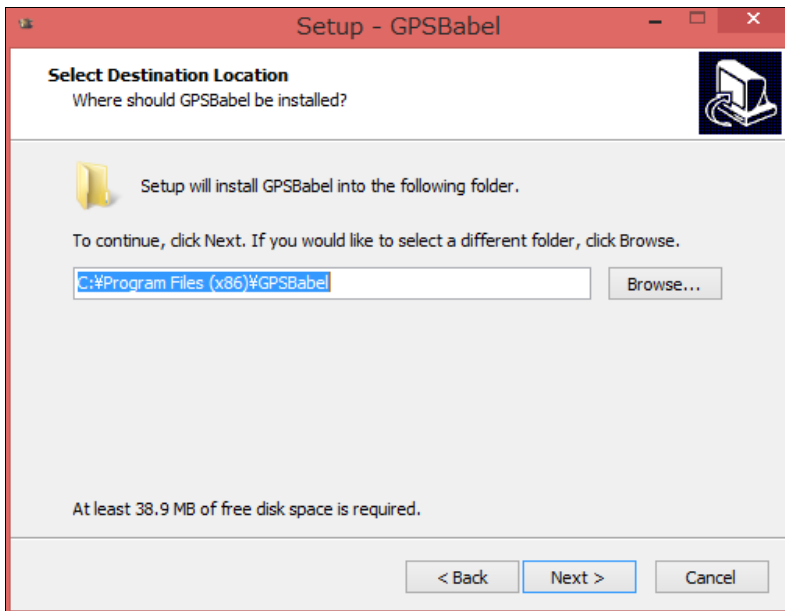 Setup - GPSBabel
Select Destination Location
Where should GPSBabel be installed?
Setup will install GPSBabel into the following folder.
To continue, click Next. If you would like to select a different folder, click Browse.
C:¥Program Files (x86)¥GPSBabel
Browse...
At least 38.9 MB of free disk space is required.
< Back
Next >
Cancel